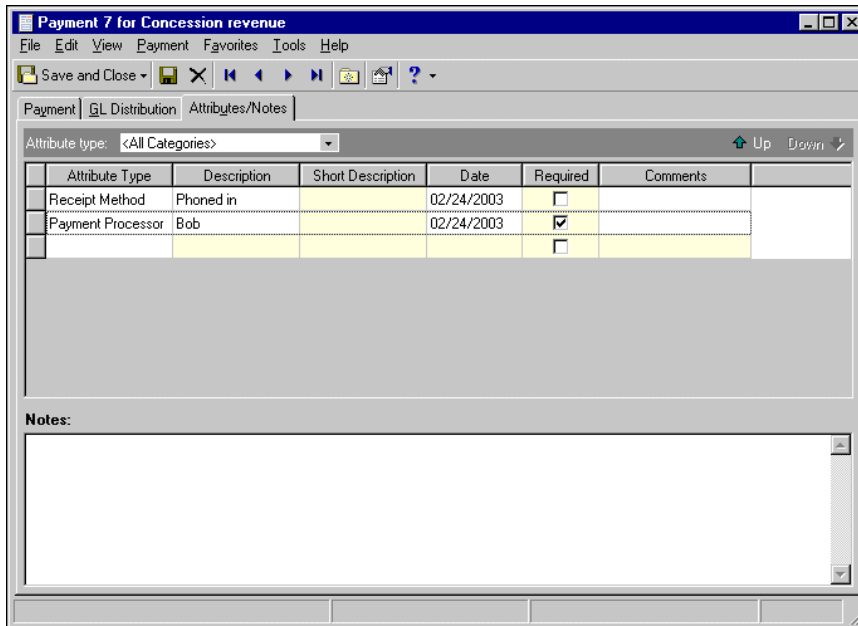 Payment 7 for Concession revenue
File Edit View Payment Favorites Tools Help
Save and Close ?
Payment GL Distribution Attributes/Notes
Attribute type: <All Categories> Up Down
Attribute Type Description Short Description Date Required Comments
Receipt Method Phoned in 02/24/2003
Payment Processor Bob 02/24/2003
Notes: